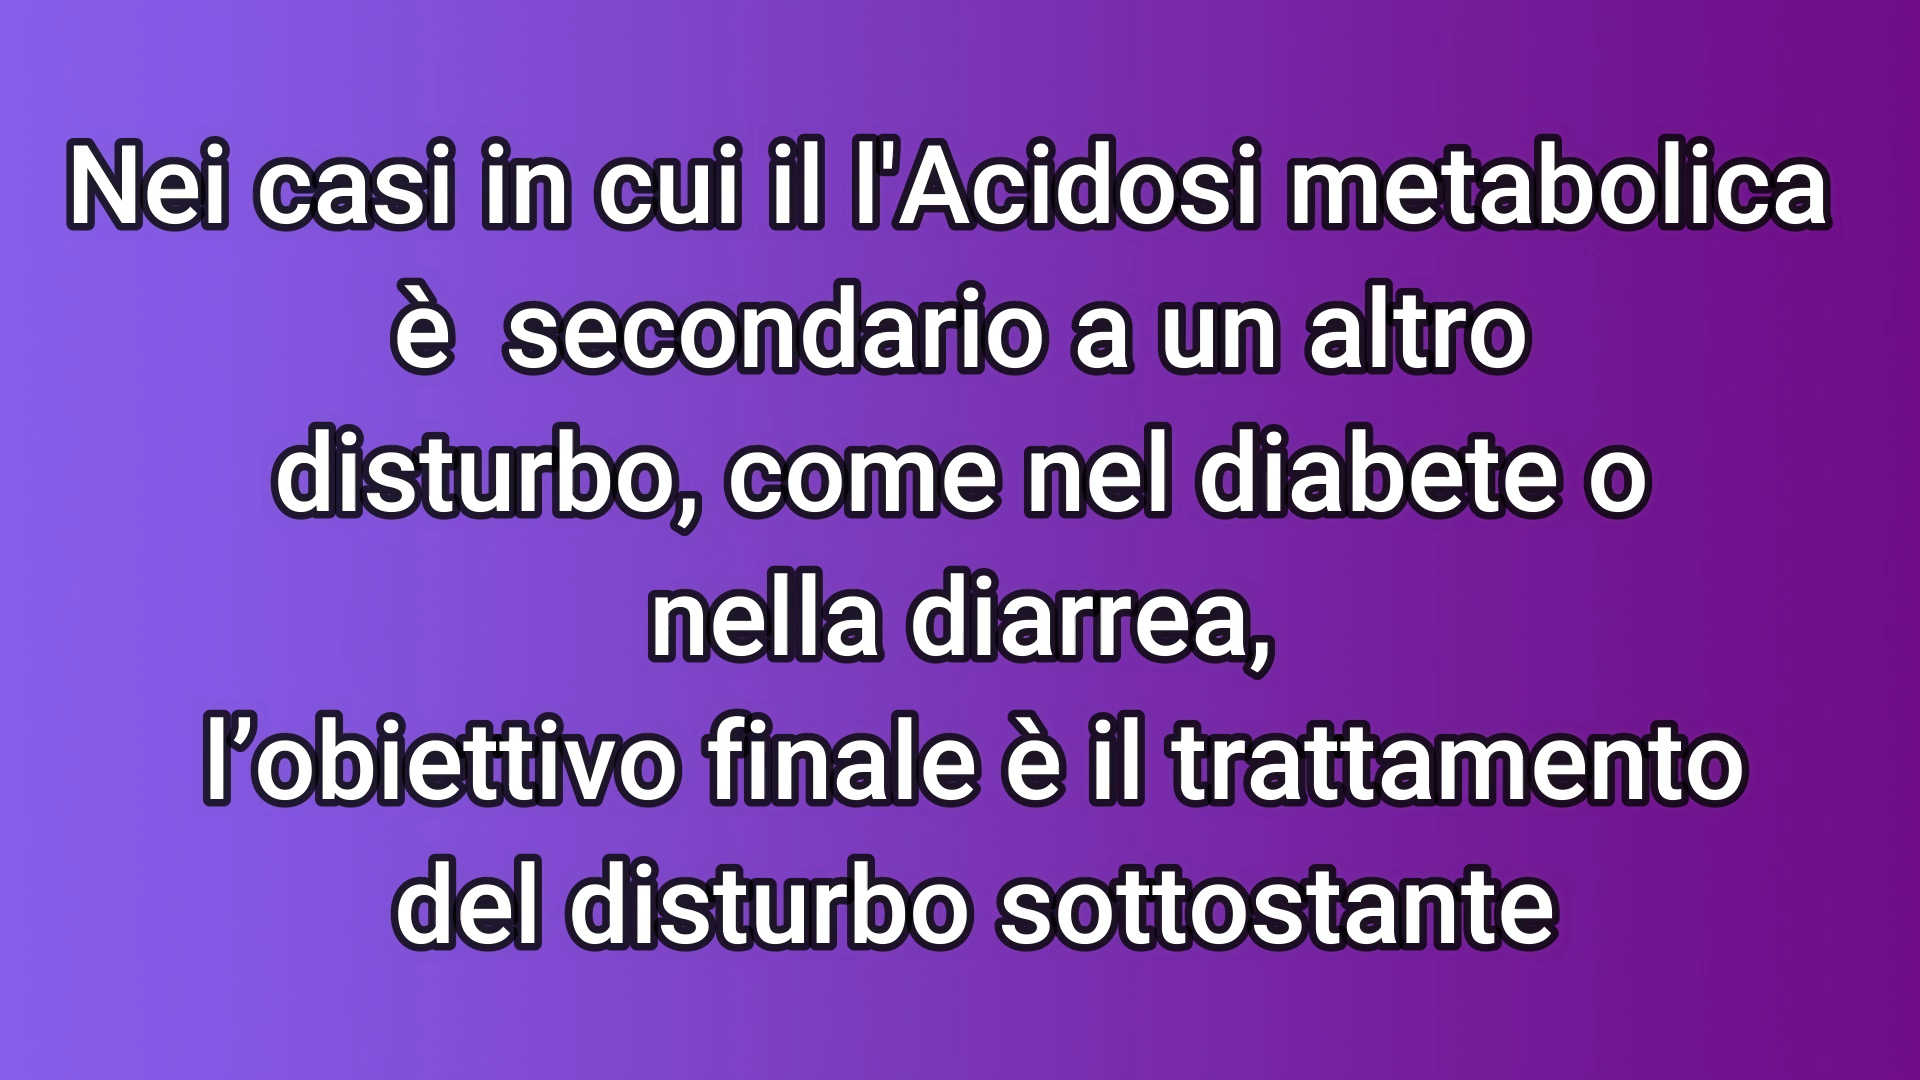 Nei casi in cui il l'Acidosi metabolica
è  secondario a un altro
disturbo, come nel diabete o
nella diarrea,
l’obiettivo finale è il trattamento
del disturbo sottostante